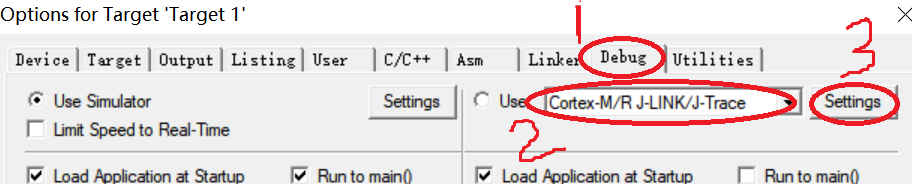 Options for Target 'Target 1'
1 3
Device Target Output Listing User C/C++ Asm Linker Debug Utilities
Use Simulator Settings Use Cortex-M/R J-LINK/J-Trace Settings
Limit Speed to Real-Time
2
Load Application at Startup Run to main() Load Application at Startup Run to main()